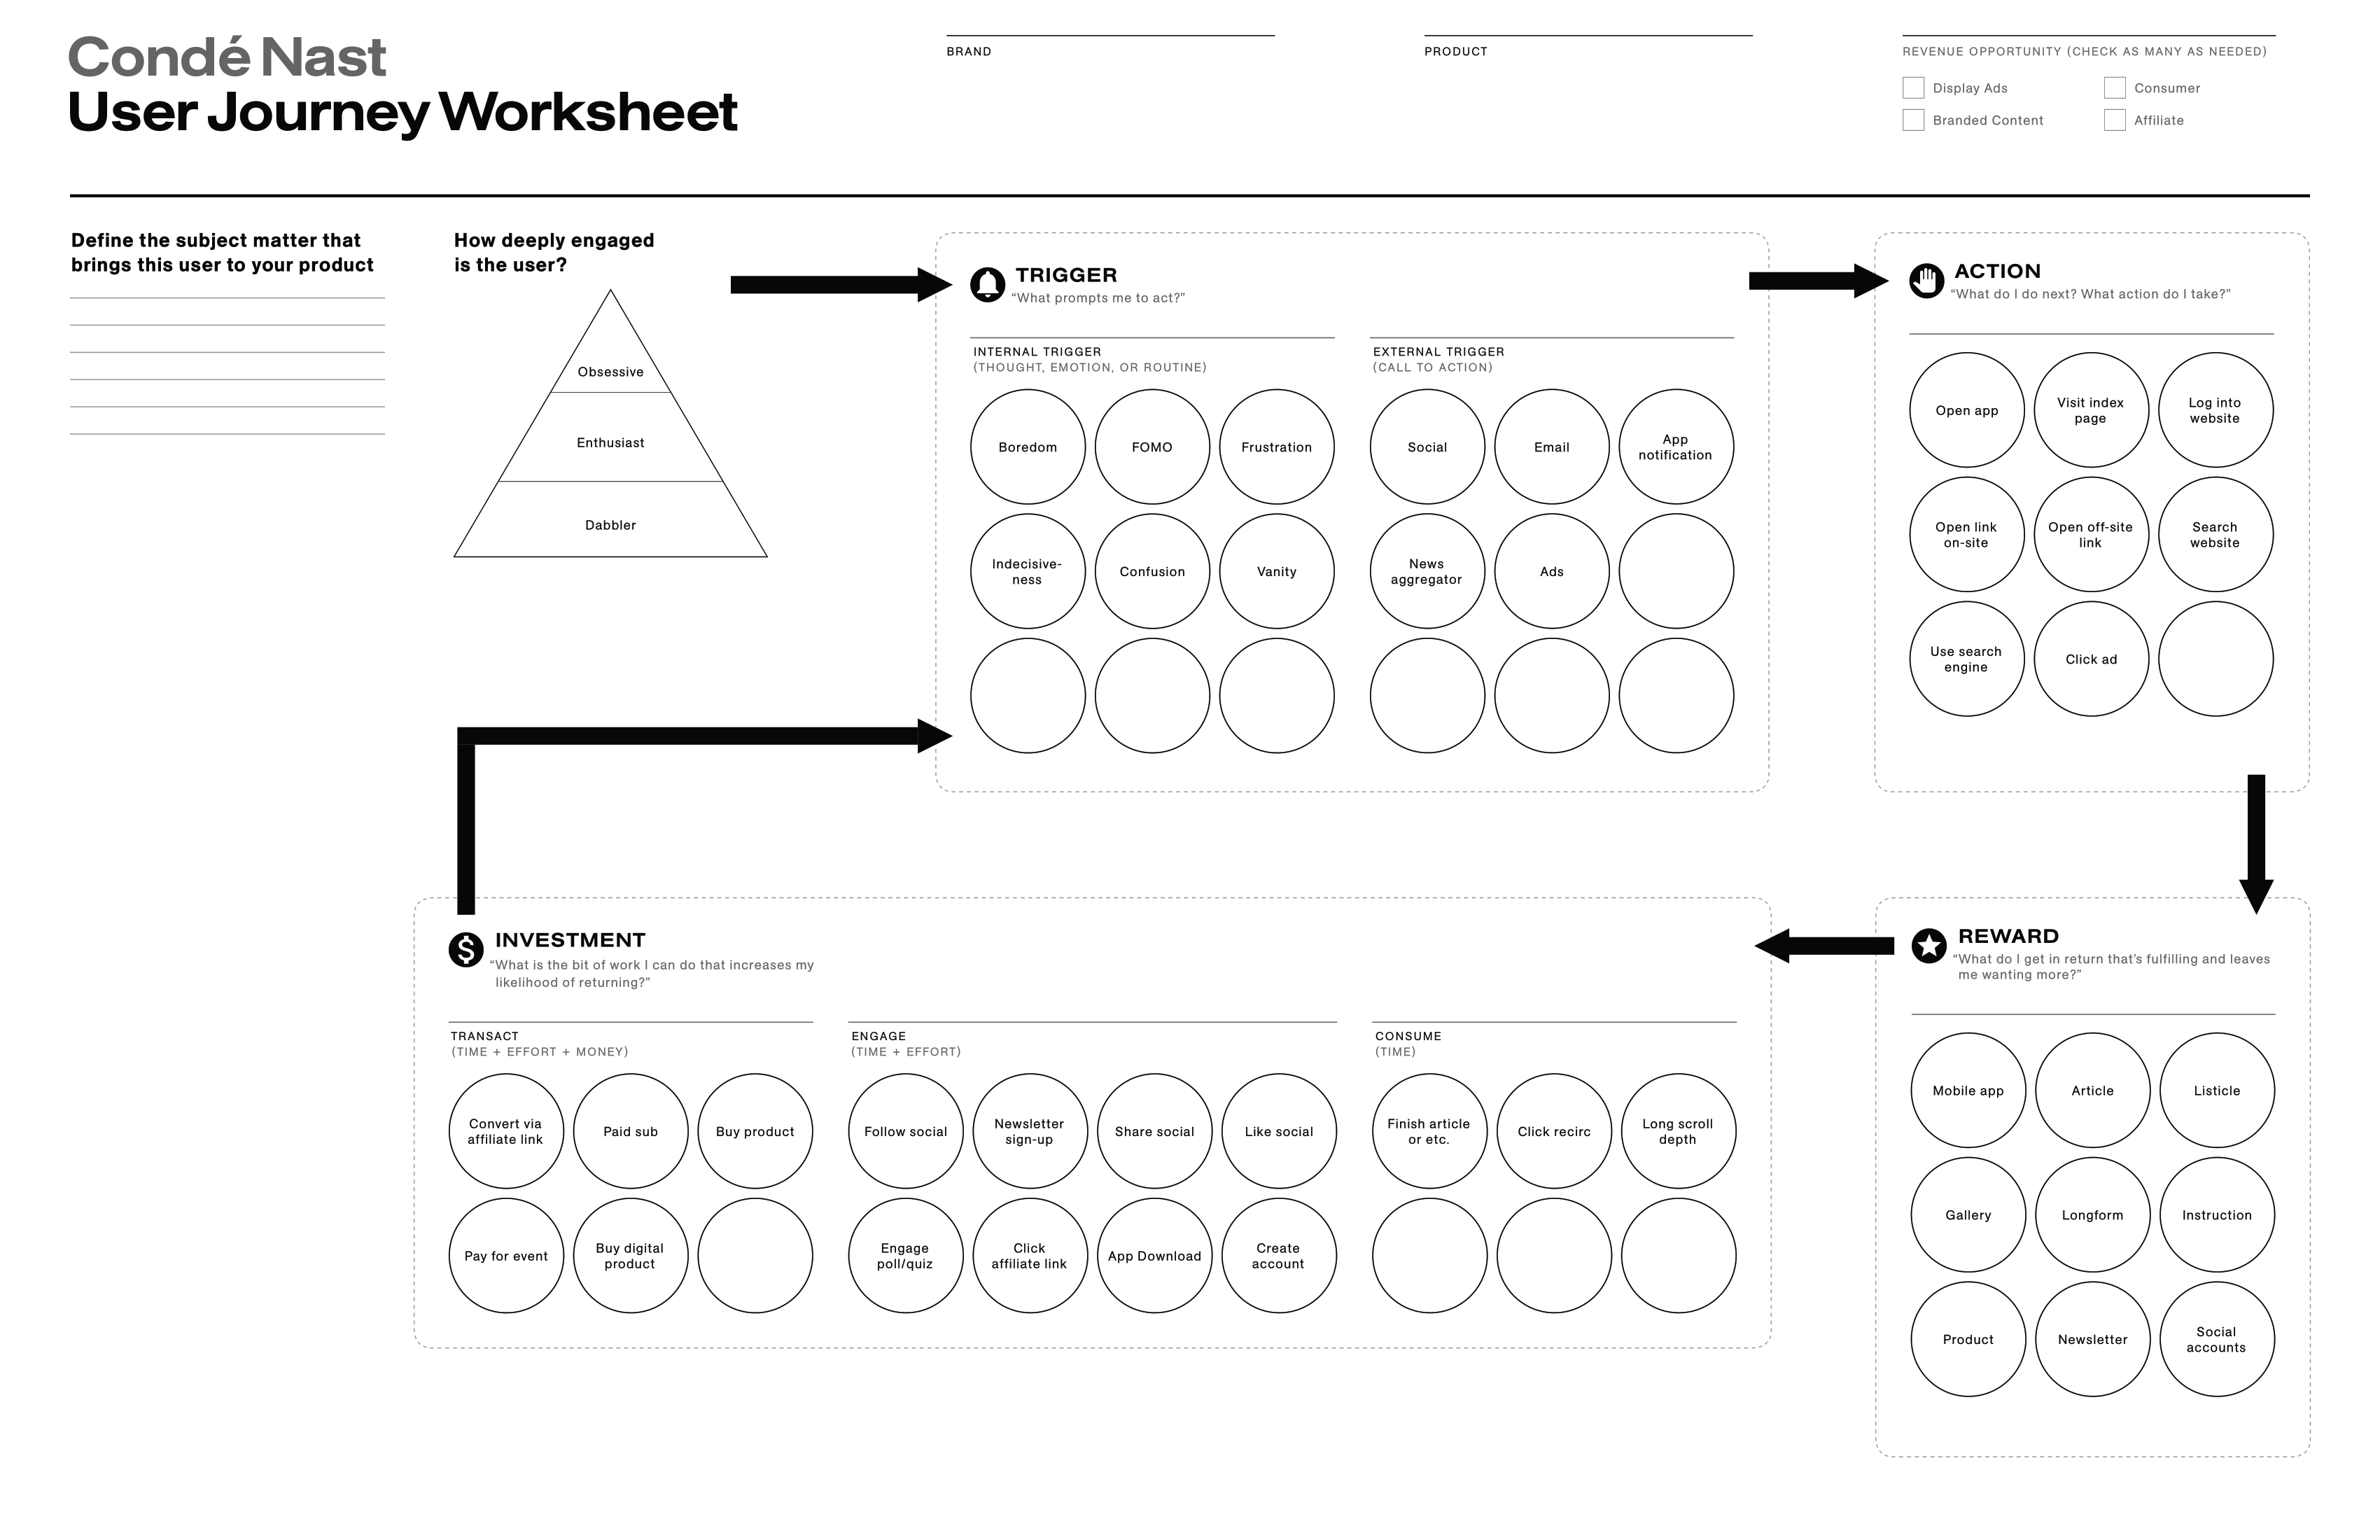 Condé Nast
User Journey Worksheet
BRAND
PRODUCT
REVENUE OPPORTUNITY (CHECK AS MANY AS NEEDED)
Display Ads
Consumer
Branded Content
Affiliate
Define the subject matter that
brings this user to your product
How deeply engaged
is the user?
Obsessive
Enthusiast
Dabbler
TRIGGER
“What prompts me to act?”
INTERNAL TRIGGER
(THOUGHT, EMOTION, OR ROUTINE)
Boredom
FOMO
Frustration
Indecisive-
ness
Confusion
Vanity
EXTERNAL TRIGGER
(CALL TO ACTION)
Social
Email
App
notification
News
aggregator
Ads
ACTION
“What do I do next? What action do I take?”
Open app
Visit index
page
Log into
website
Open link
on-site
Open off-site
link
Search
website
Use search
engine
Click ad
REWARD
“What do I get in return that’s fulfilling and leaves
me wanting more?”
Mobile app
Article
Listicle
Gallery
Longform
Instruction
Product
Newsletter
Social
accounts
INVESTMENT
“What is the bit of work I can do that increases my
likelihood of returning?”
TRANSACT
(TIME + EFFORT + MONEY)
Convert via
affiliate link
Paid sub
Buy product
Pay for event
Buy digital
product
ENGAGE
(TIME + EFFORT)
Follow social
Newsletter
sign-up
Share social
Like social
Engage
poll/quiz
Click
affiliate link
App Download
Create
account
CONSUME
(TIME)
Finish article
or etc.
Click recirc
Long scroll
depth